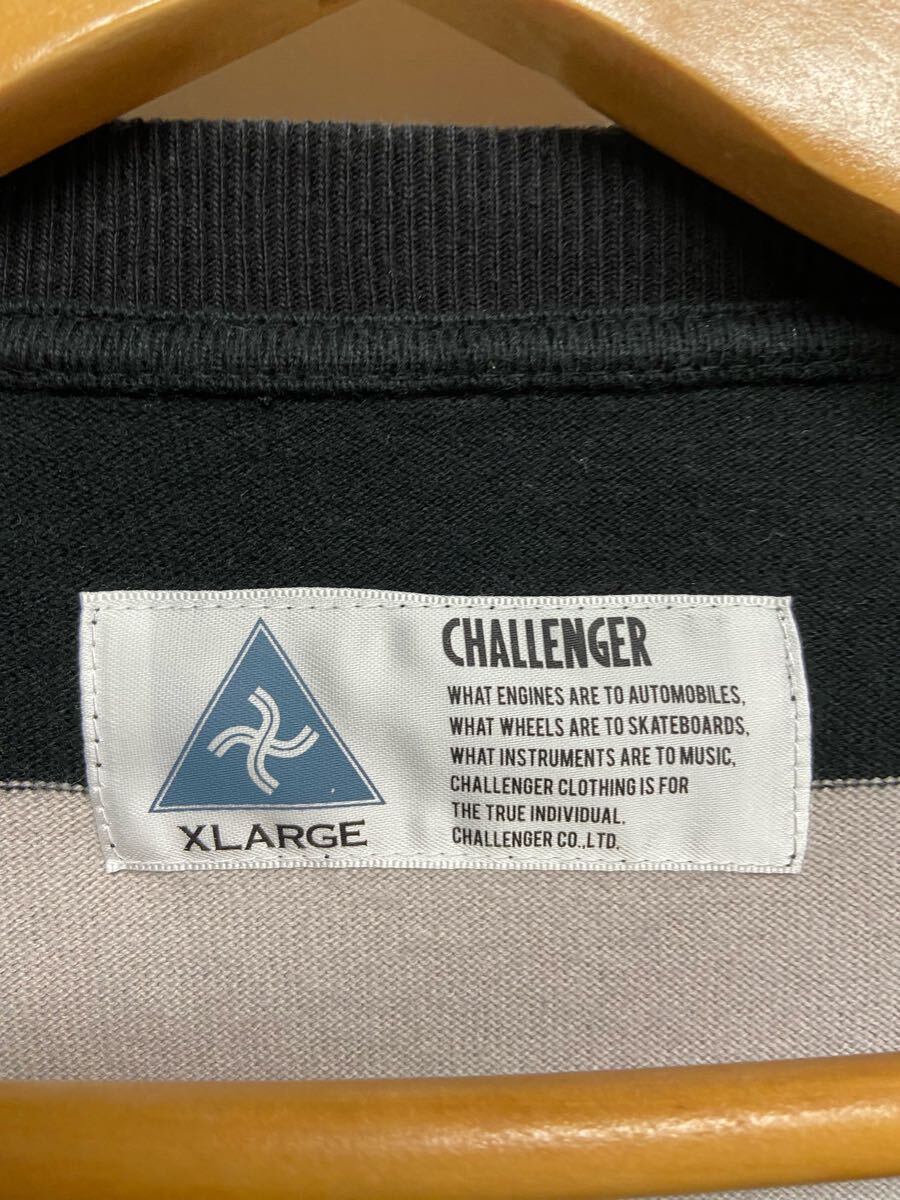 XLARGE
CHALLENGER
WHAT ENGINES ARE TO AUTOMOBILES,
WHAT WHEELS ARE TO SKATEBOARDS,
WHAT INSTRUMENTS ARE TO MUSIC,
CHALLENGER CLOTHING IS FOR
THE TRUE INDIVIDUAL.
CHALLENGER CO.,LTD.